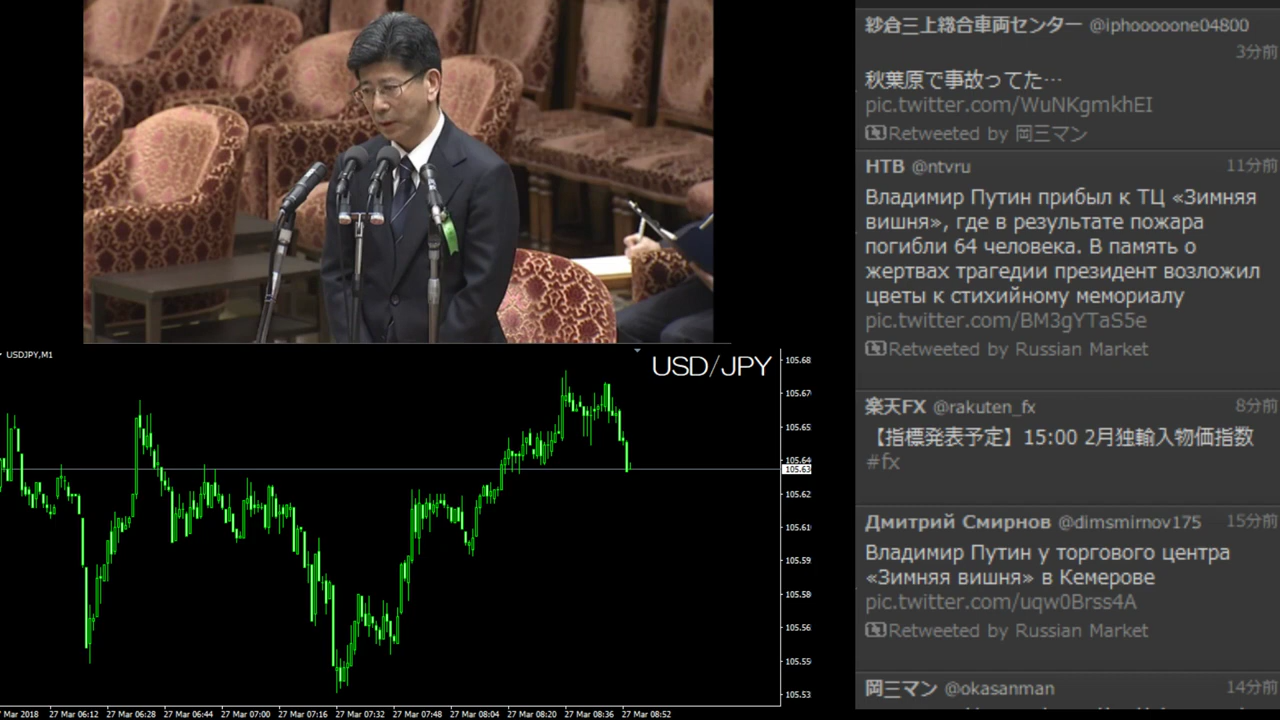 USDJPY,M1
USD/JPY
105.68
105.67
105.65
105.64
105.63
105.62
105.61
105.59
105.58
105.56
105.55
105.53
Mar 2018
27 Mar 06:12
27 Mar 06:28
27 Mar 06:44
27 Mar 07:00
27 Mar 07:16
27 Mar 07:32
27 Mar 07:48
27 Mar 08:04
27 Mar 08:20
27 Mar 08:36
27 Mar 08:52
紗倉三上総合車両センター @iphooooone04800
3分前
秋葉原で事故ってた…
pic.twitter.com/WuNKgmkhEI
Retweeted by 岡三マン
НТВ @ntvru 11分前
Владимир Путин прибыл к ТЦ «Зимняя
вишня», где в результате пожара
погибли 64 человека. В память о
жертвах трагедии президент возложил
цветы к стихийному мемориалу
pic.twitter.com/BM3gYTaS5e
Retweeted by Russian Market
楽天FX @rakuten_fx 8分前
【指標発表予定】15:00 2月独輸入物価指数
#fx
Дмитрий Смирнов @dimsmirnov175 15分前
Владимир Путин у торгового центра
«Зимняя вишня» в Кемерове
pic.twitter.com/uqw0Brss4A
Retweeted by Russian Market
岡三マン @okasanman 14分前